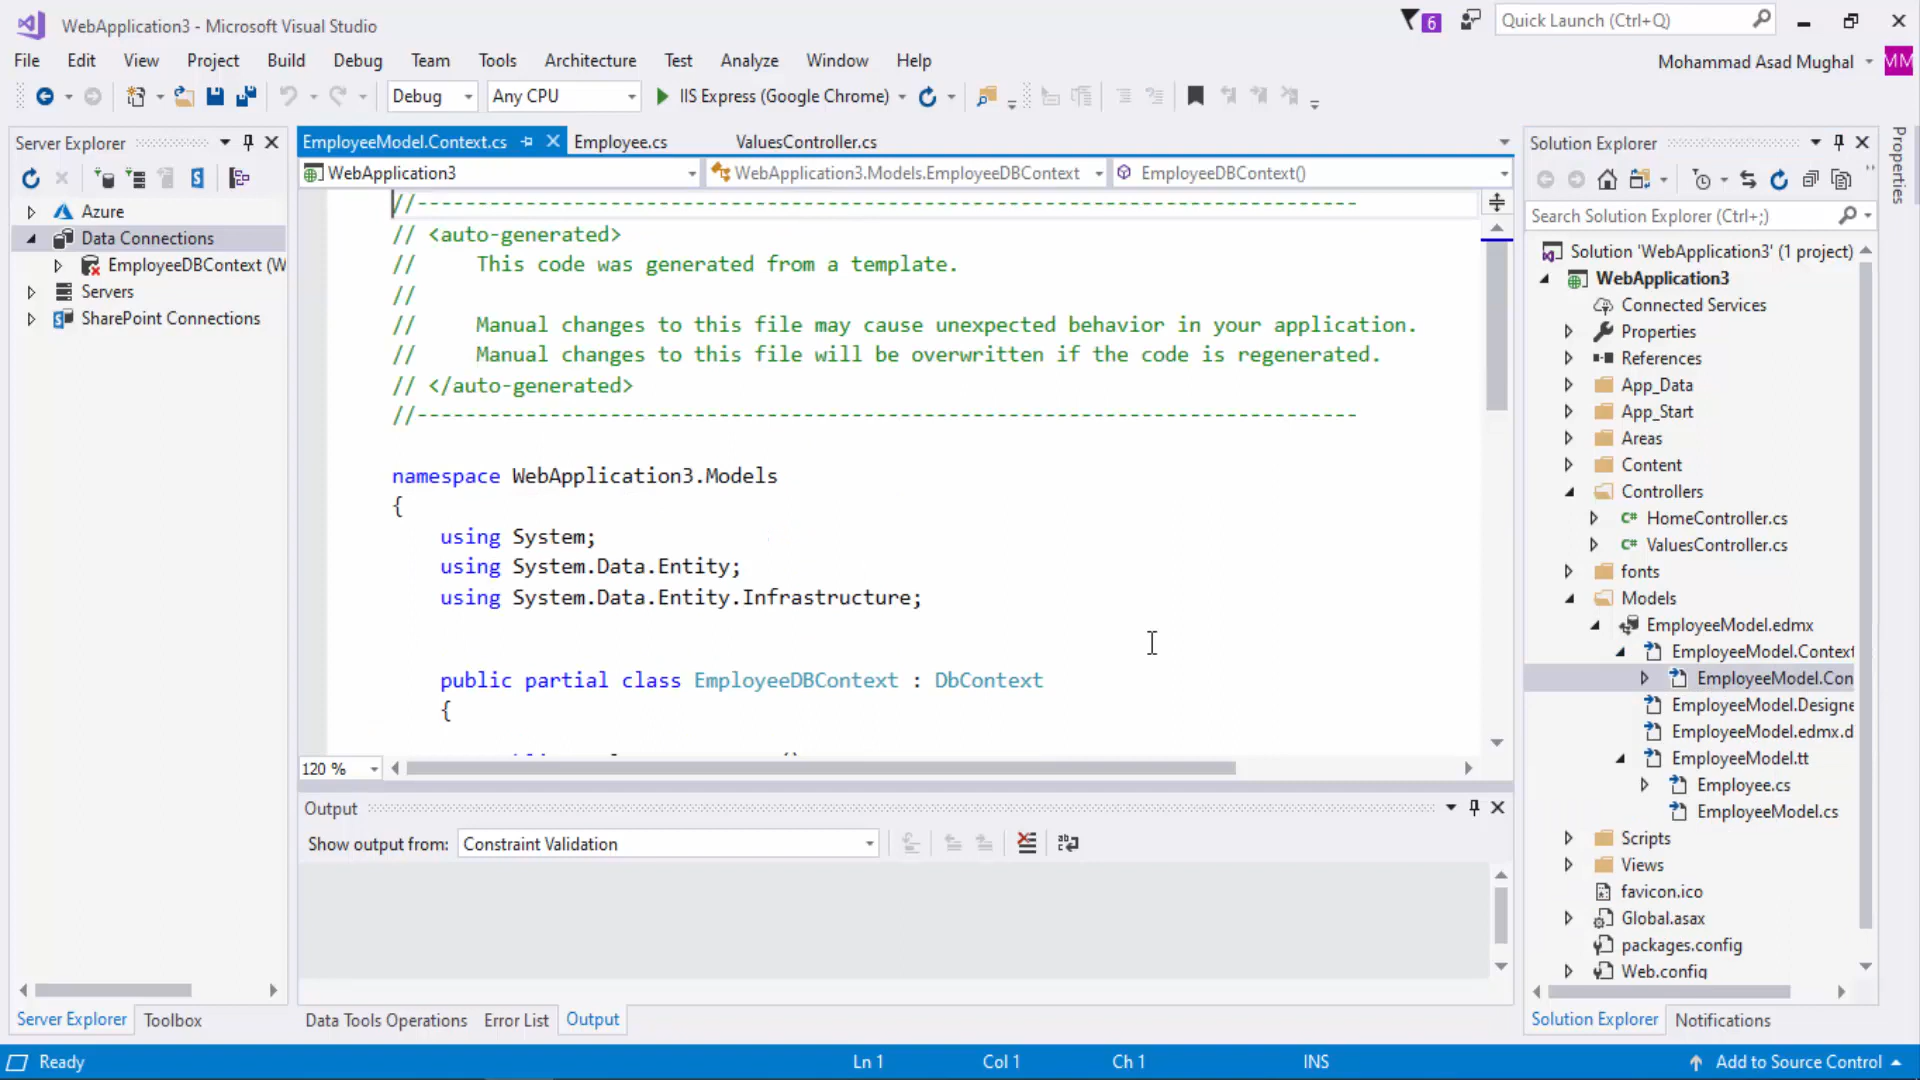 WebApplication3 - Microsoft Visual Studio
6
Quick Launch (Ctrl+Q)
File Edit View Project Build Debug Team Tools Architecture Test Analyze Window Help
Mohammad Asad Mughal
MM
Debug
Any CPU
IIS Express (Google Chrome)
Server Explorer
Azure
Data Connections
EmployeeDBContext (W
Servers
SharePoint Connections
Server Explorer
Toolbox
EmployeeModel.Context.cs
Employee.cs
ValuesController.cs
WebApplication3
WebApplication3.Models.EmployeeDBContext
EmployeeDBContext()
//------------------------------------------------------------------------------
// <auto-generated>
//     This code was generated from a template.
//
//     Manual changes to this file may cause unexpected behavior in your application.
//     Manual changes to this file will be overwritten if the code is regenerated.
// </auto-generated>
//------------------------------------------------------------------------------
namespace WebApplication3.Models
{
using System;
using System.Data.Entity;
using System.Data.Entity.Infrastructure;
public partial class EmployeeDBContext : DbContext
{
120 %
Output
Show output from:
Constraint Validation
Data Tools Operations
Error List
Output
Solution Explorer
Search Solution Explorer (Ctrl+;)
Solution 'WebApplication3' (1 project)
WebApplication3
Connected Services
Properties
References
App_Data
App_Start
Areas
Content
Controllers
C# HomeController.cs
C# ValuesController.cs
fonts
Models
EmployeeModel.edmx
EmployeeModel.Context
EmployeeModel.Con
EmployeeModel.Designe
EmployeeModel.edmx.d
EmployeeModel.tt
Employee.cs
EmployeeModel.cs
Scripts
Views
favicon.ico
Global.asax
packages.config
Web.config
Solution Explorer
Notifications
Properties
Ready
Ln 1
Col 1
Ch 1
INS
Add to Source Control